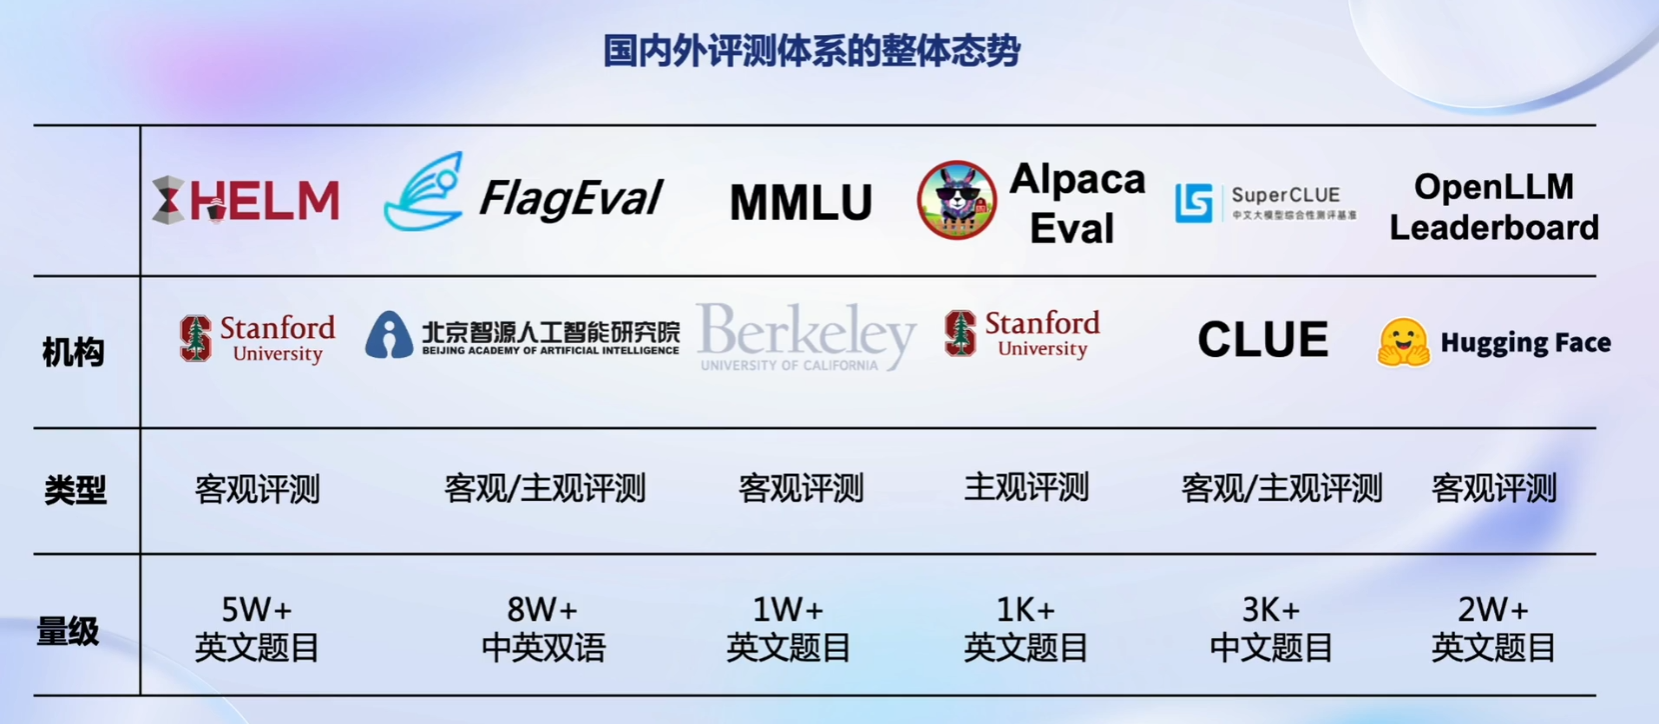 国内外评测体系的整体态势
HELM
FlagEval
MMLU
Alpaca
Eval
SuperCLUE
中文大模型综合性测评基准
OpenLLM
Leaderboard
机构
Stanford
University
北京智源人工智能研究院
BEIJING ACADEMY OF ARTIFICIAL INTELLIGENCE
Berkeley
UNIVERSITY OF CALIFORNIA
Stanford
University
CLUE
Hugging Face
类型
客观评测
客观/主观评测
客观评测
主观评测
客观/主观评测
客观评测
量级
5W+
英文题目
8W+
中英双语
1W+
英文题目
1K+
英文题目
3K+
中文题目
2W+
英文题目